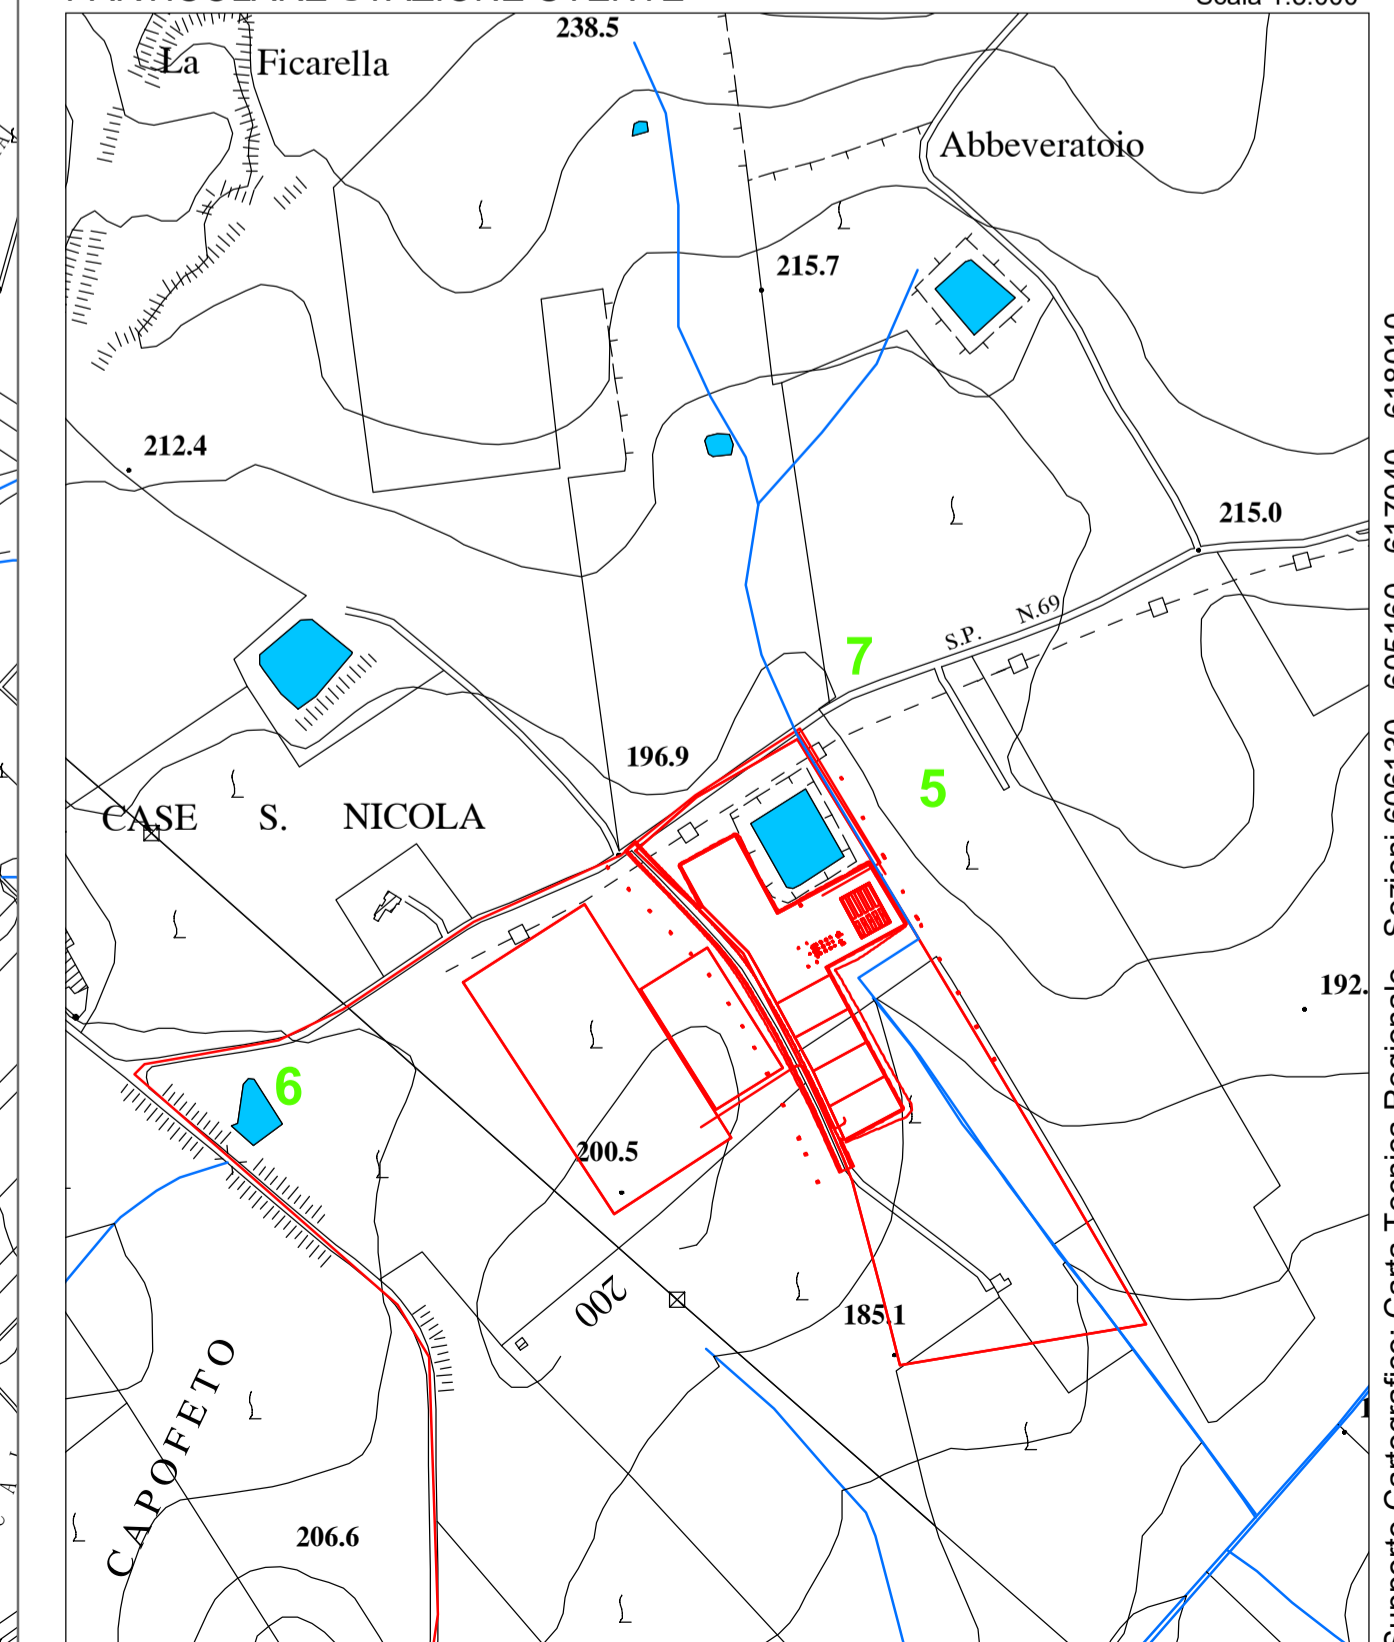 238.5
La Ficarella
Abbeveratoio
215.7
212.4
215.0
S.P. N.69
7
196.9
5
CASE S. NICOLA
192.
6
200.5
200
185.1
CAPOFETO
206.6